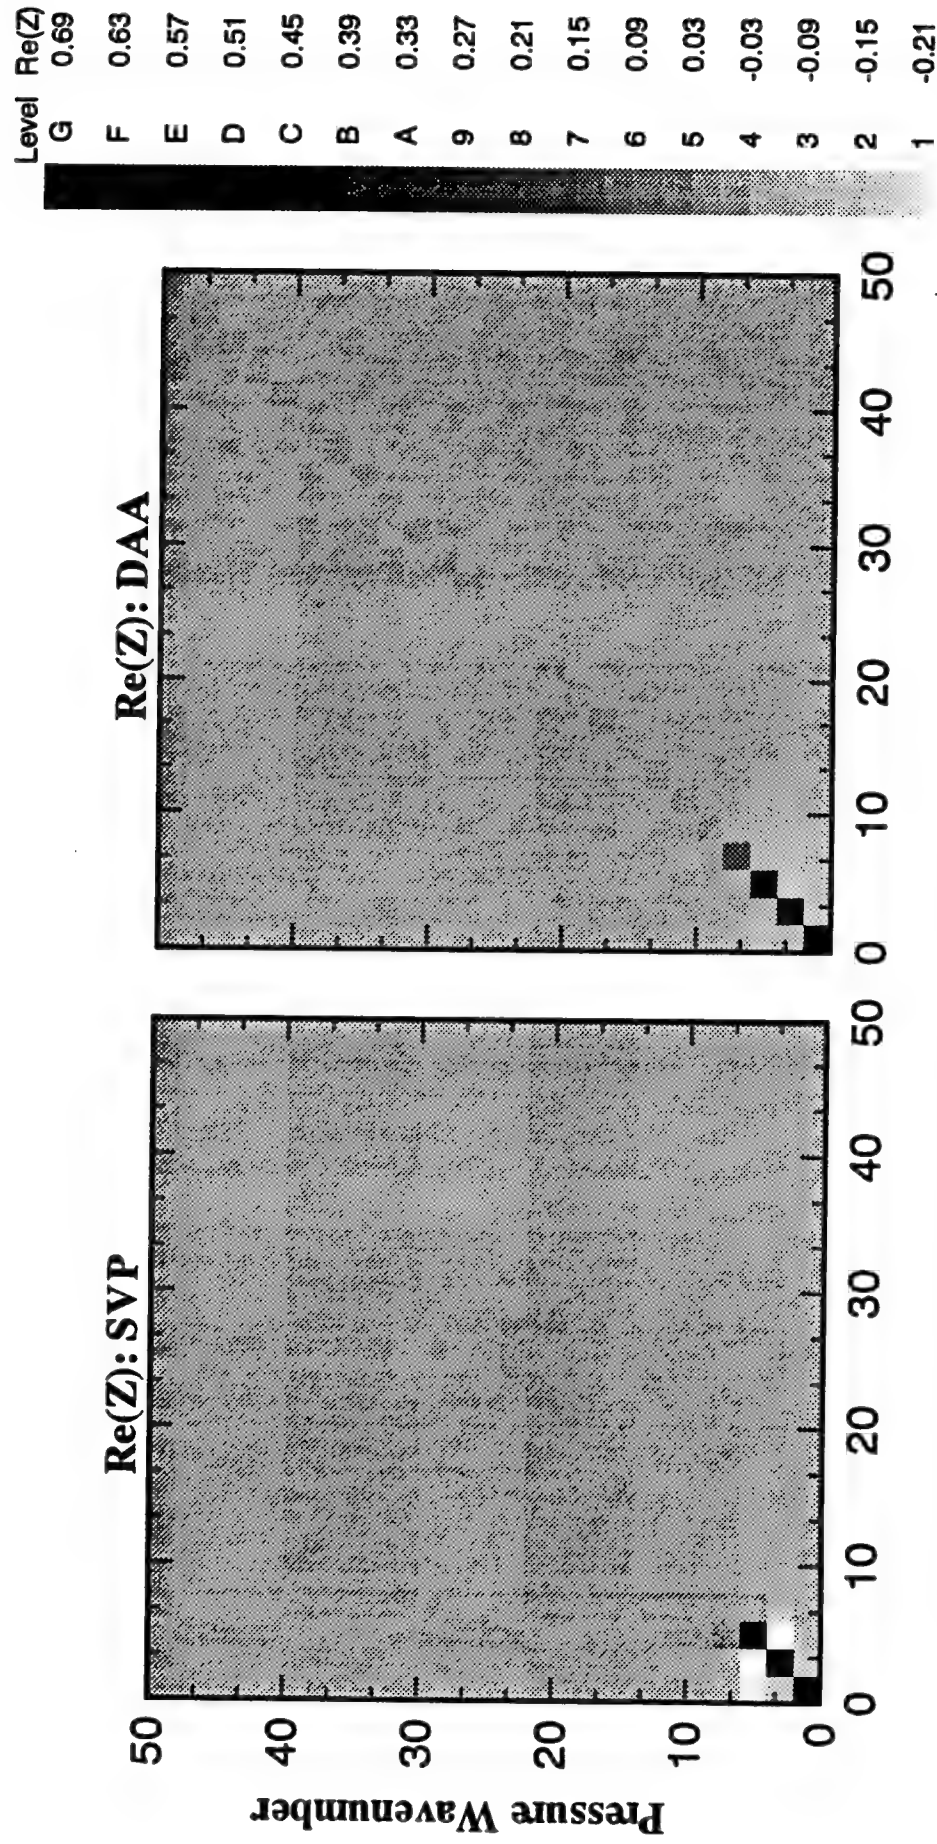 Level Re(Z)
G 0.69
F 0.63
E 0.57
D 0.51
C 0.45
B 0.39
A 0.33
9 0.27
8 0.21
7 0.15
6 0.09
5 0.03
4 -0.03
3 -0.09
2 -0.15
1 -0.21
Re(Z): DAA
0 10 20 30 40 50
Re(Z): SVP
50
40
30
20
10
0
0 10 20 30 40 50
Pressure Wavenumber